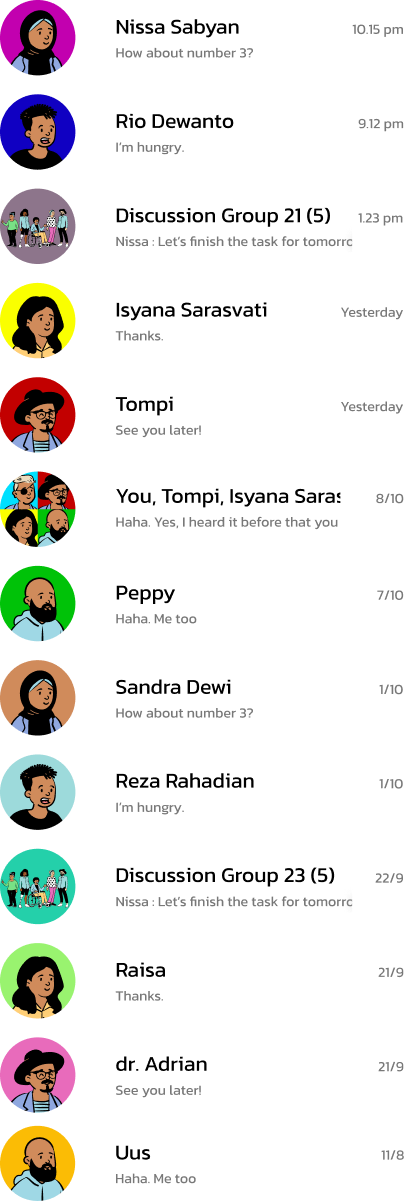 Nissa Sabyan
10.15 pm
How about number 3?
Rio Dewanto
9.12 pm
I'm hungry.
Discussion Group 21 (5)
1.23 pm
Nissa : Let's finish the task for tomorrc
Isyana Sarasvati
Yesterday
Thanks.
Tompi
Yesterday
See you later!
You, Tompi, Isyana Saras
8/10
Haha. Yes, I heard it before that you
Peppy
7/10
Haha. Me too
Sandra Dewi
1/10
How about number 3?
Reza Rahadian
1/10
I'm hungry.
Discussion Group 23 (5)
22/9
Nissa : Let's finish the task for tomorrc
Raisa
21/9
Thanks.
dr. Adrian
21/9
See you later!
Uus
11/8
Haha. Me too